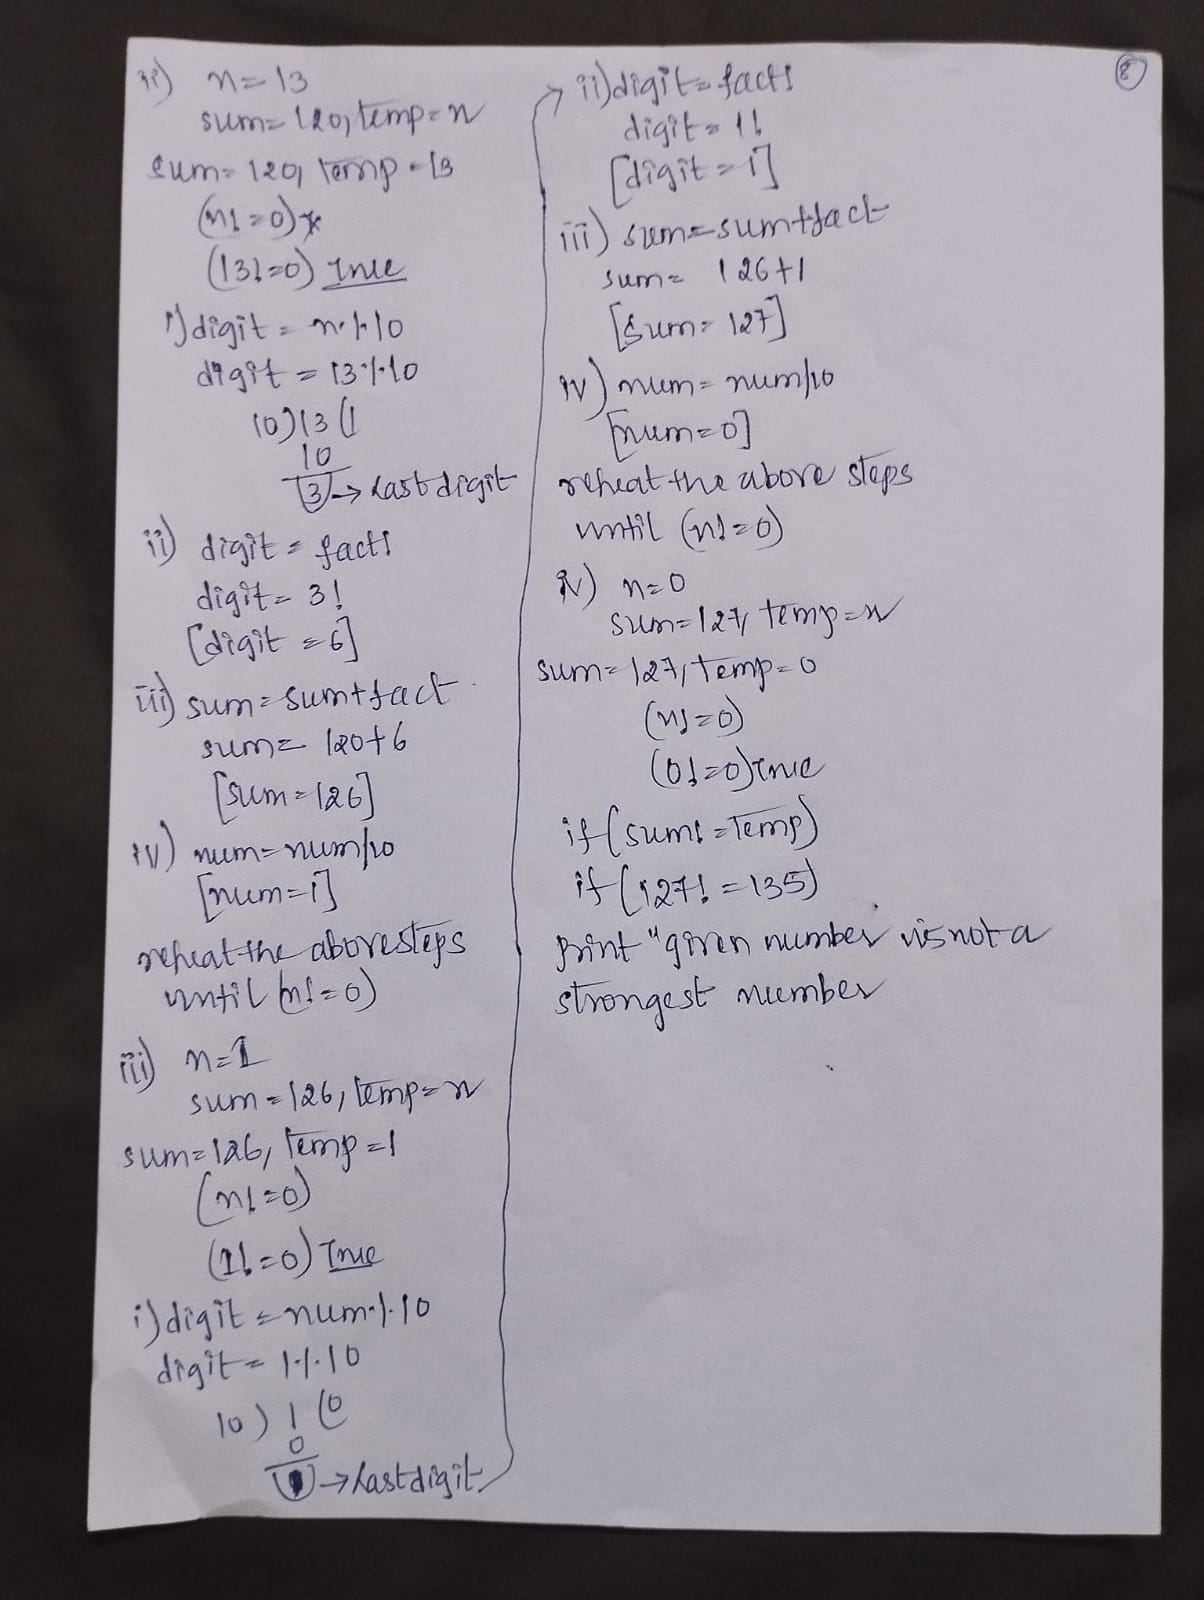 ii) n=13
sum=120, temp=n
sum=120, temp=13
(n!=0)
(13!=0) True
i) digit = n%10
digit = 13%10
10)13(1
10
3 → Last digit
ii) digit = fact!
digit = 3!
[digit = 6]
iii) sum = sum+fact
sum = 120+6
[sum=126]
iv) num=num/10
[num=1]
repeat the above steps
until (n!=0)
iii) n=1
sum=126, temp=n
sum=126, temp=1
(n!=0)
(1!=0) True
i) digit = num%10
digit = 1%10
10) 1 (0
0
1 → Last digit
8
ii) digit = fact!
digit = 1!
[digit = 1]
iii) sum=sum+fact
sum= 126+1
[sum=127]
iv) num=num/10
[num=0]
repeat the above steps
until (n!=0)
iv) n=0
sum=127, temp=n
sum=127, temp=0
(n!=0)
(0!=0) True
if (sum!=Temp)
if (127!=135)
print "given number is not a
strongest number